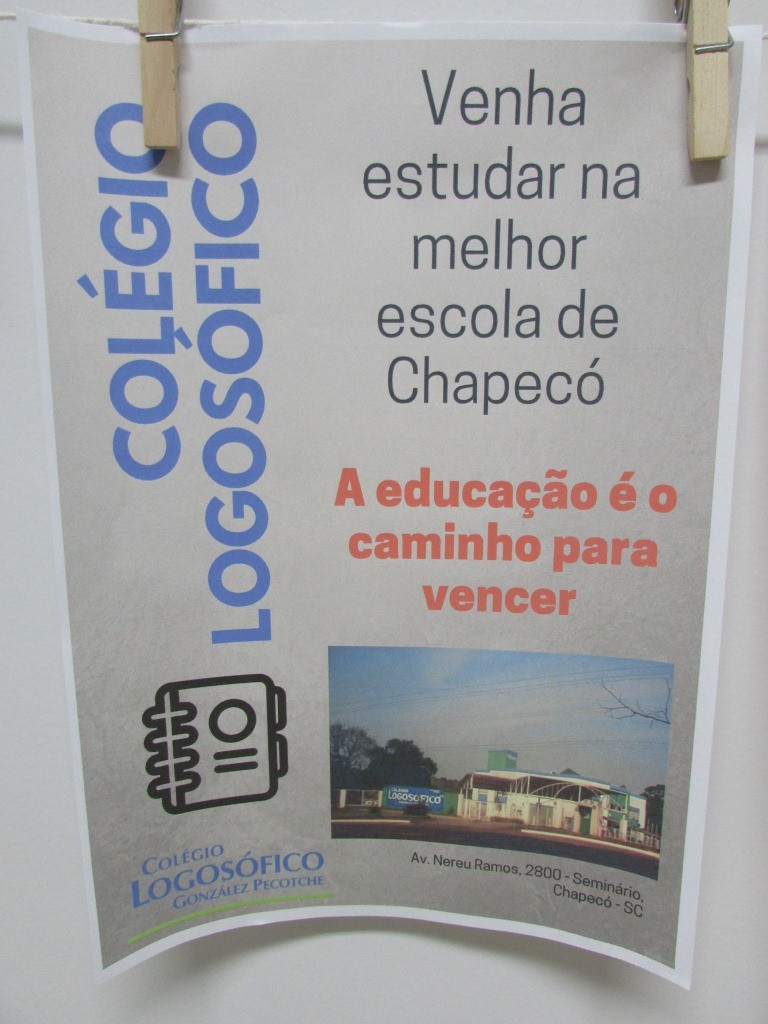 COLÉGIO
LOGOSÓFICO
Venha
estudar na
melhor
escola de
Chapecó
A educação é o
caminho para
vencer
COLÉGIO
LOGOSÓFICO
COLÉGIO
LOGOSÓFICO
GONZÁLEZ PECOTCHE
Av. Nereu Ramos, 2800 - Seminário,
Chapecó - SC